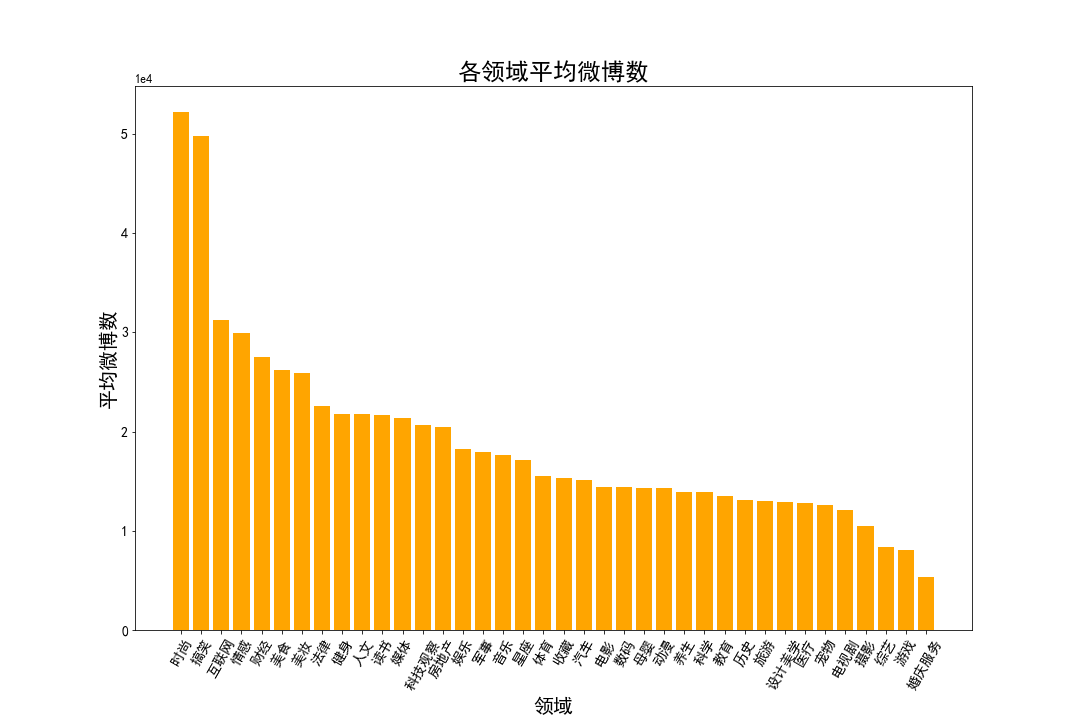 各领域平均微博数
1e4
5
4
3
2
1
0
平均微博数
时尚
搞笑
互联网
情感
财经
美食
美妆
法律
健身
人文
读书
媒体
科技观察
房地产
娱乐
军事
音乐
星座
体育
收藏
汽车
电影
数码
母婴
动漫
养生
科学
教育
历史
旅游
设计美学
医疗
宠物
电视剧
摄影
综艺
游戏
婚庆服务
领域